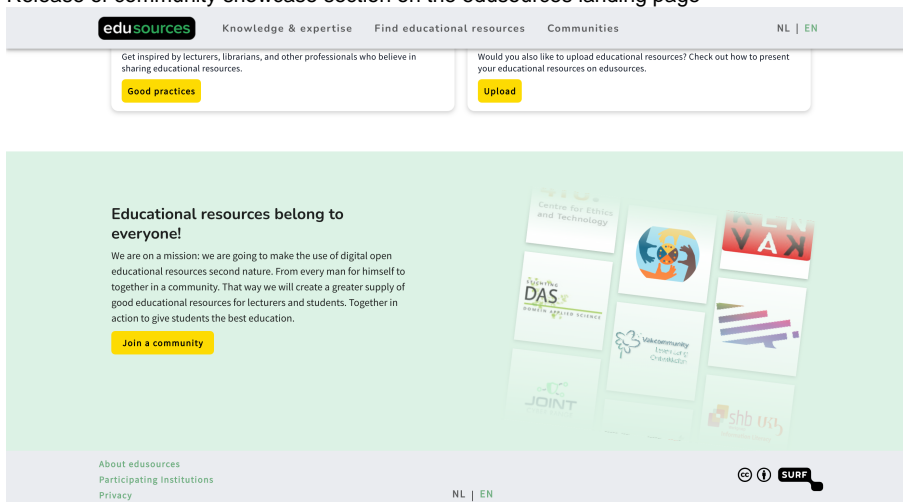 Release of community showcase section on the edusources landing page
edusources Knowledge & expertise Find educational resources Communities NL | EN
Get inspired by lecturers, librarians, and other professionals who believe in
sharing educational resources.
Good practices
Would you also like to upload educational resources? Check out how to present
your educational resources on edusources.
Upload
Educational resources belong to
everyone!
We are on a mission: we are going to make the use of digital open
educational resources second nature. From every man for himself to
together in a community. That way we will create a greater supply of
good educational resources for lecturers and students. Together in
action to give students the best education.
Join a community
Centre for Ethics
and Technology
VAK
STICHTING
DAS
DOMEIN APPLIED SCIENCE
Vakcommunity
JOINT
shb
About edusources
Participating Institutions
Privacy
NL | EN
cc
SURF